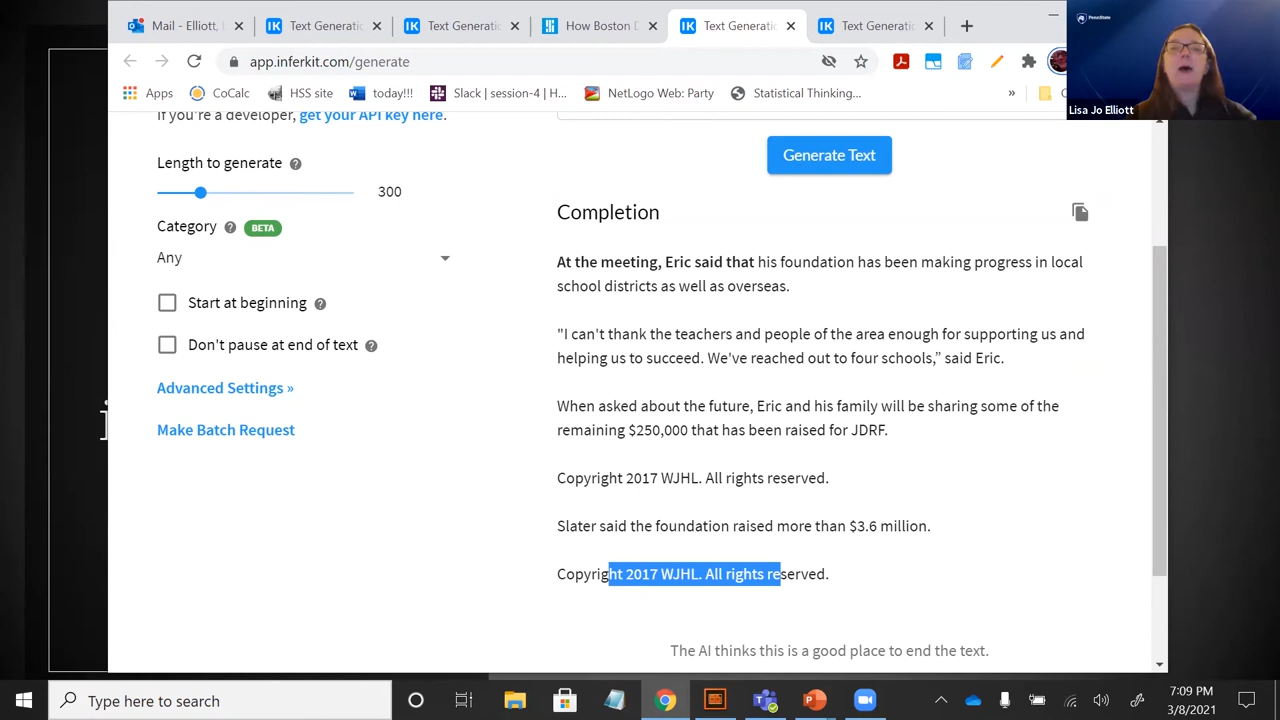 Mail - Elliott, L
Text Generatio
Text Generatio
How Boston D
Text Generatio
Text Generatio
PennState
app.inferkit.com/generate
Apps
CoCalc
HSS site
today!!!
Slack | session-4 | H...
NetLogo Web: Party
Statistical Thinking...
»
Lisa Jo Elliott
If you're a developer, get your API key here.
Length to generate
300
Category
BETA
Any
Start at beginning
Don't pause at end of text
Advanced Settings »
Make Batch Request
Generate Text
Completion
At the meeting, Eric said that his foundation has been making progress in local
school districts as well as overseas.
"I can't thank the teachers and people of the area enough for supporting us and
helping us to succeed. We've reached out to four schools,” said Eric.
When asked about the future, Eric and his family will be sharing some of the
remaining $250,000 that has been raised for JDRF.
Copyright 2017 WJHL. All rights reserved.
Slater said the foundation raised more than $3.6 million.
Copyright 2017 WJHL. All rights reserved.
The AI thinks this is a good place to end the text.
Type here to search
7:09 PM
3/8/2021